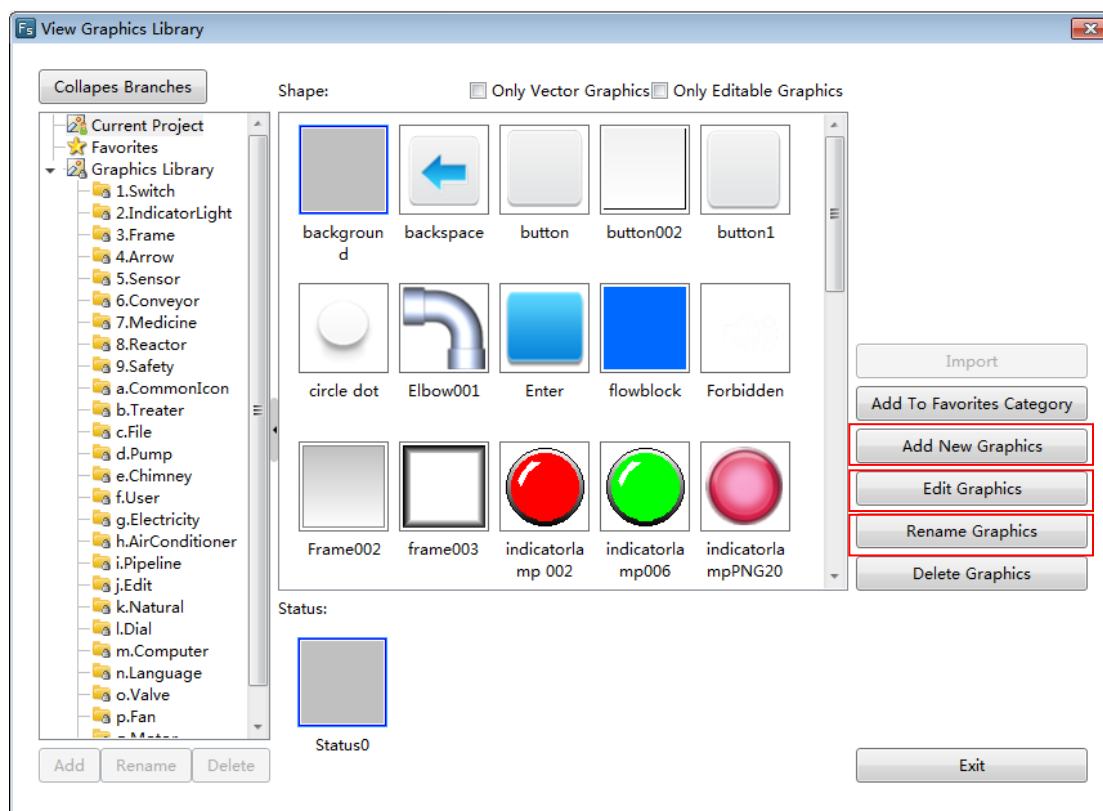 View Graphics Library
Collapes Branches
Shape:
Only Vector Graphics
Only Editable Graphics
Current Project
Favorites
Graphics Library
1.Switch
2.IndicatorLight
3.Frame
4.Arrow
5.Sensor
6.Conveyor
7.Medicine
8.Reactor
9.Safety
a.CommonIcon
b.Treater
c.File
d.Pump
e.Chimney
f.User
g.Electricity
h.AirConditioner
i.Pipeline
j.Edit
k.Natural
l.Dial
m.Computer
n.Language
o.Valve
p.Fan
Add
Rename
Delete
backgroun
d
backspace
button
button002
button1
circle dot
Elbow001
Enter
flowblock
Forbidden
Frame002
frame003
indicatorla
mp 002
indicatorla
mp006
indicatorla
mpPNG20
Status:
Status0
Import
Add To Favorites Category
Add New Graphics
Edit Graphics
Rename Graphics
Delete Graphics
Exit